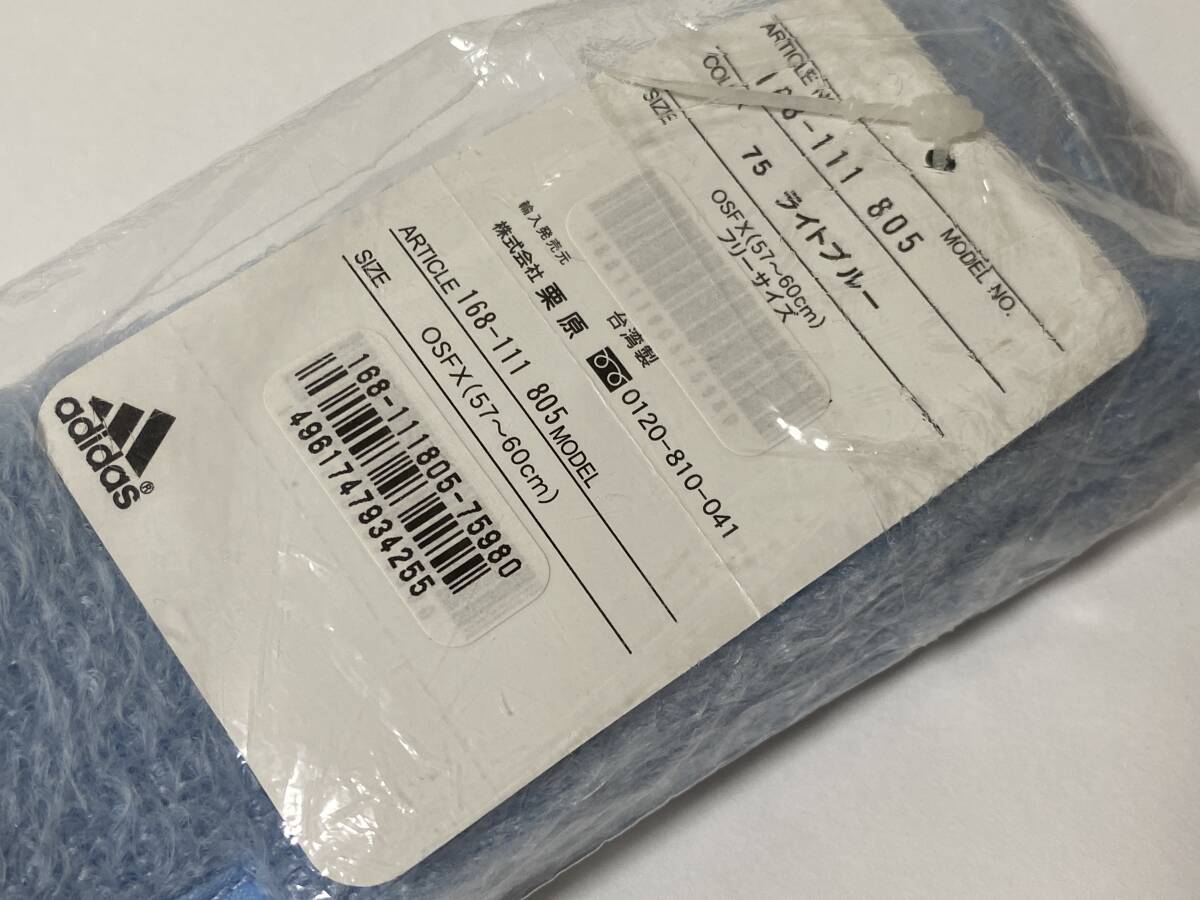 ARTICLE
MODEL NO.
168-111 805
75 ライトブルー
SIZE
OSFX(57~60cm)
フリーサイズ
台湾製
輸入発売元
株式会社 栗原 0120-810-041
ARTICLE 168-111 805 MODEL
SIZE OSFX(57~60cm)
168-111805-75980
4961747934255
adidas®